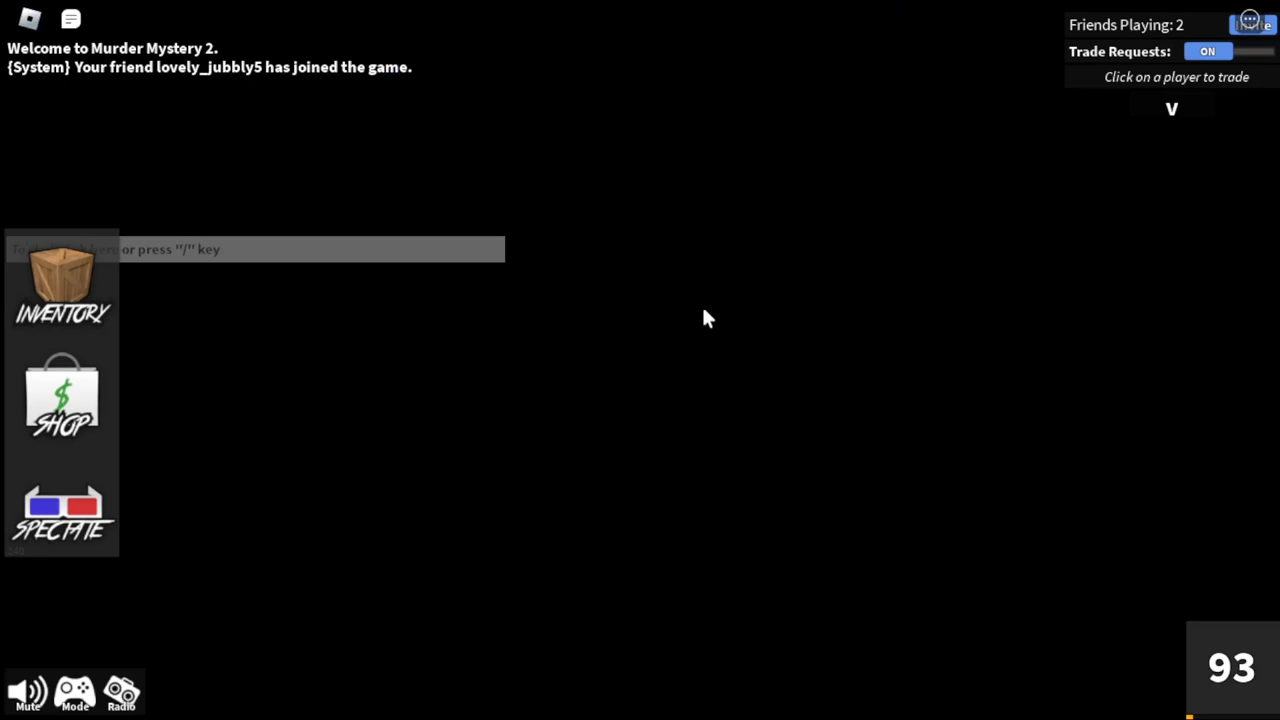 Welcome to Murder Mystery 2.
{System} Your friend lovely_jubbly5 has joined the game.
Friends Playing: 2
Trade Requests: ON
Click on a player to trade
v
or press "/" key
INVENTORY
SHOP
SPECTATE
Mute
Mode
Radio
93